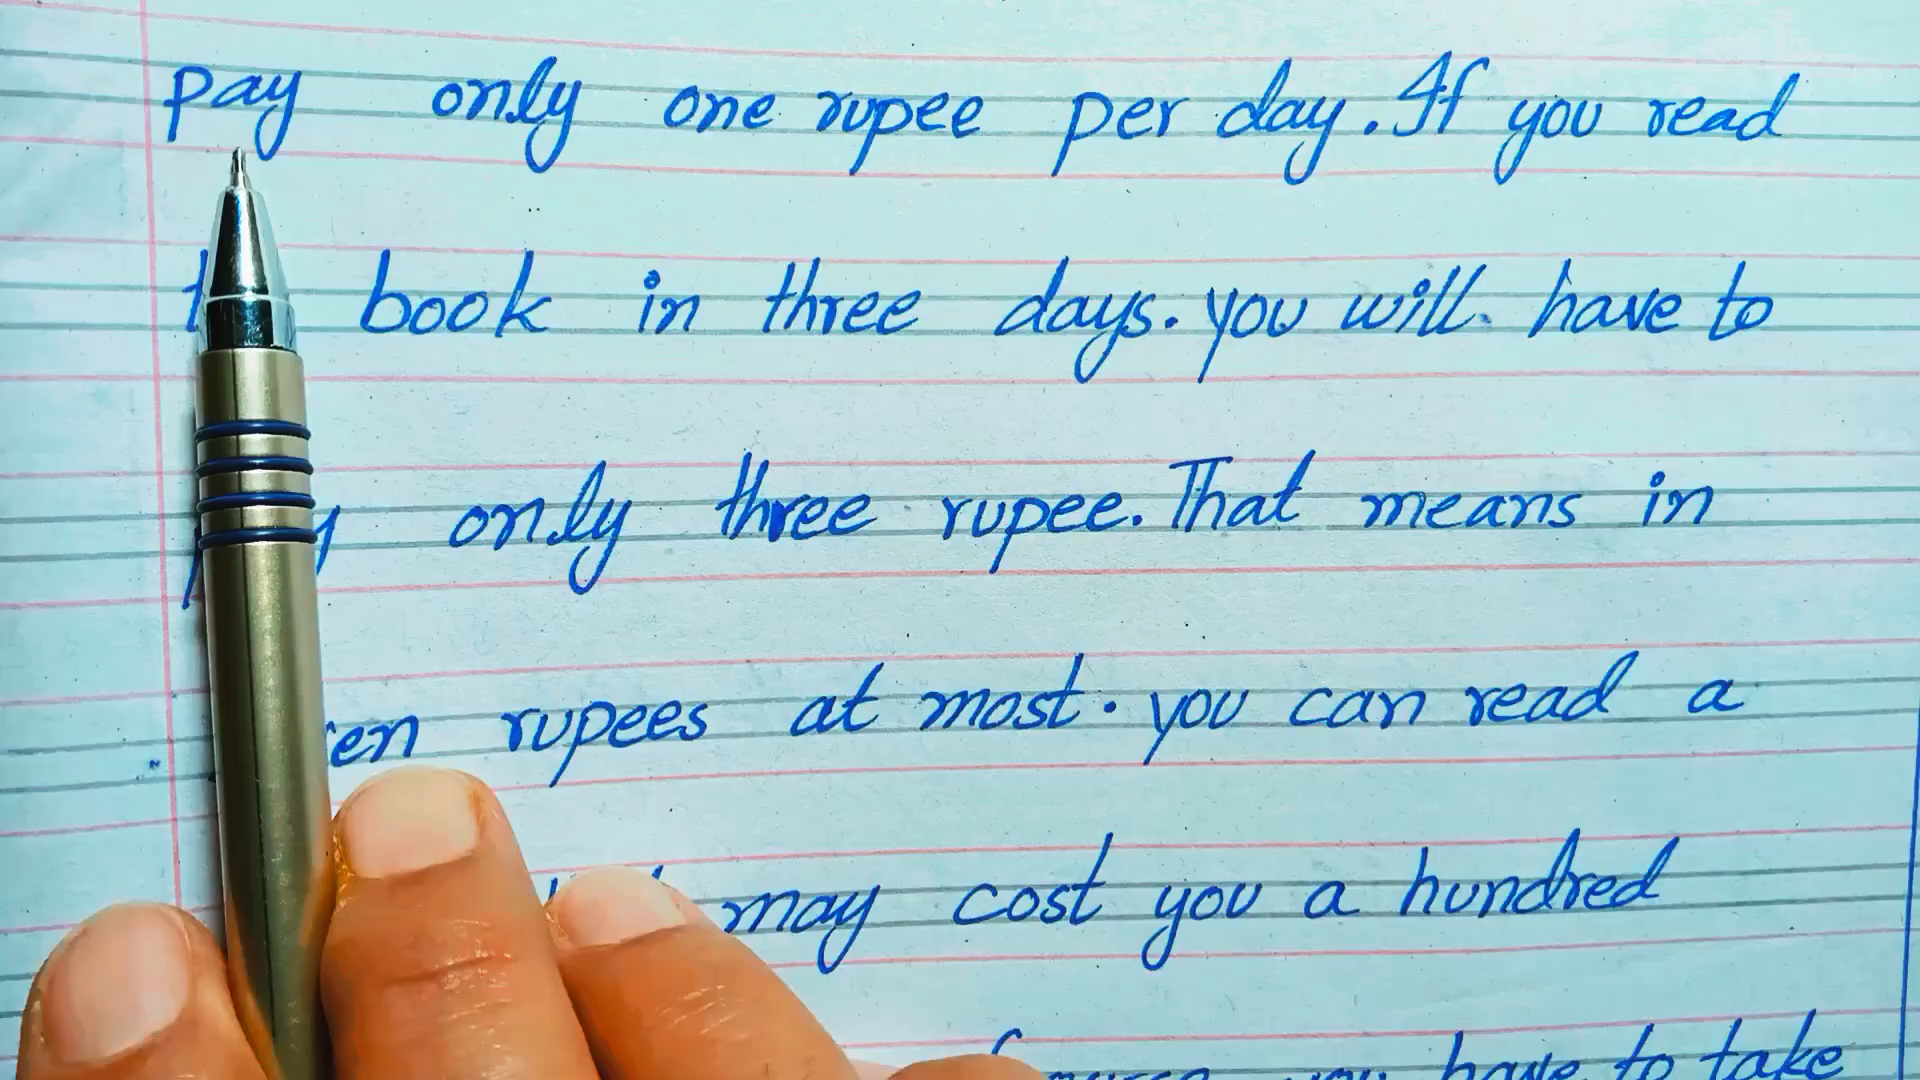 pay only one rupee per day. If you read
book in three days. you will. have to
only three rupee. That means in
rupees at most. you can read a
may cost you a hundred
you have to take